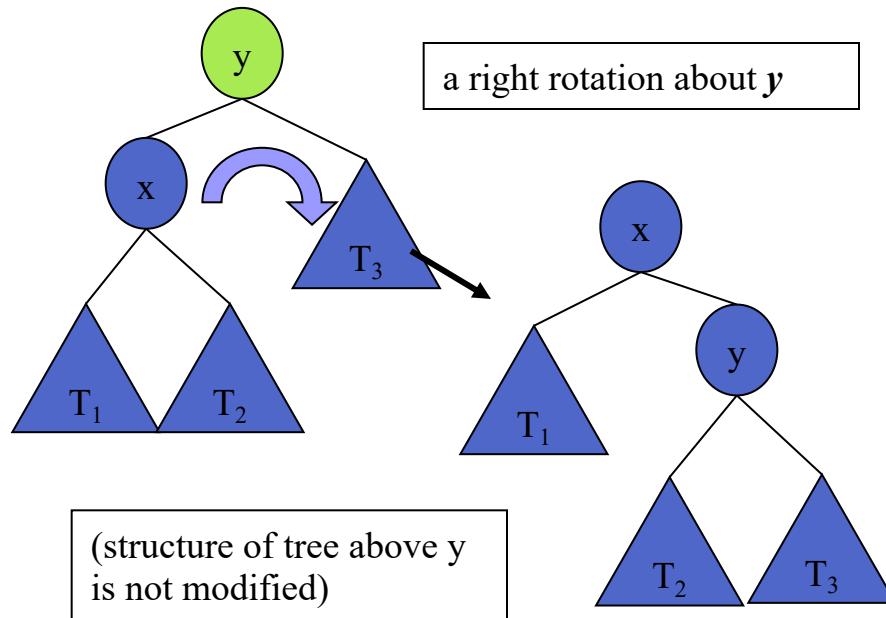 y
a right rotation about y
x
T₃
T₁
T₂
x
y
T₁
T₂
T₃
(structure of tree above y
is not modified)